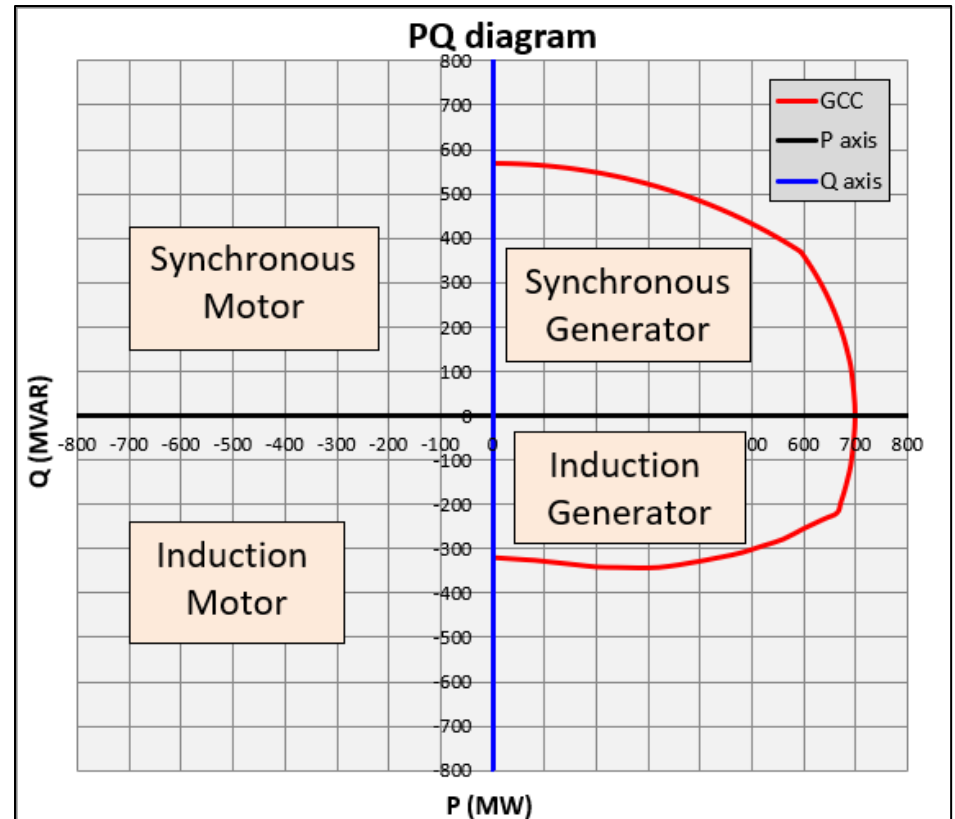 PQ diagram
800
700
600
500
400
300
200
100
0
-100
-200
-300
-400
-500
-600
-700
-800
-800 -700 -600 -500 -400 -300 -200 -100 0 00 600 700 800
GCC
P axis
Q axis
Synchronous
Motor
Synchronous
Generator
Induction
Generator
Induction
Motor
Q (MVAR)
P (MW)